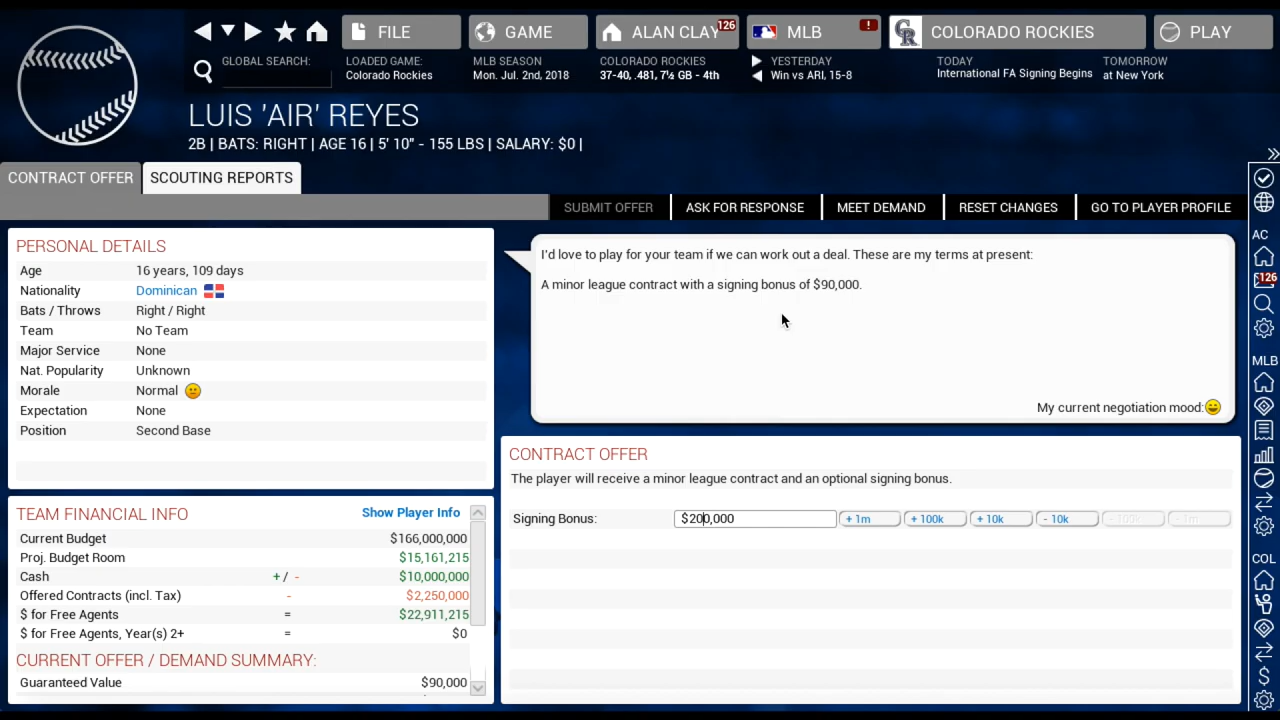 FILE
GAME
ALAN CLAY
126
MLB
!
COLORADO ROCKIES
PLAY
GLOBAL SEARCH:
LOADED GAME:
Colorado Rockies
MLB SEASON
Mon. Jul. 2nd, 2018
COLORADO ROCKIES
37-40, .481, 7½ GB - 4th
YESTERDAY
Win vs ARI, 15-8
TODAY
International FA Signing Begins
TOMORROW
at New York
LUIS 'AIR' REYES
2B | BATS: RIGHT | AGE 16 | 5' 10" - 155 LBS | SALARY: $0 |
CONTRACT OFFER
SCOUTING REPORTS
SUBMIT OFFER
ASK FOR RESPONSE
MEET DEMAND
RESET CHANGES
GO TO PLAYER PROFILE
PERSONAL DETAILS
Age 16 years, 109 days
Nationality Dominican
Bats / Throws Right / Right
Team No Team
Major Service None
Nat. Popularity Unknown
Morale Normal
Expectation None
Position Second Base
I'd love to play for your team if we can work out a deal. These are my terms at present:
A minor league contract with a signing bonus of $90,000.
My current negotiation mood:
TEAM FINANCIAL INFO
Show Player Info
Current Budget $166,000,000
Proj. Budget Room $15,161,215
Cash + / - $10,000,000
Offered Contracts (incl. Tax) - $2,250,000
$ for Free Agents = $22,911,215
$ for Free Agents, Year(s) 2+ = $0
CURRENT OFFER / DEMAND SUMMARY:
Guaranteed Value $90,000
CONTRACT OFFER
The player will receive a minor league contract and an optional signing bonus.
Signing Bonus: $200,000 + 1m + 100k + 10k - 10k - 100k - 1m
AC
126
MLB
COL